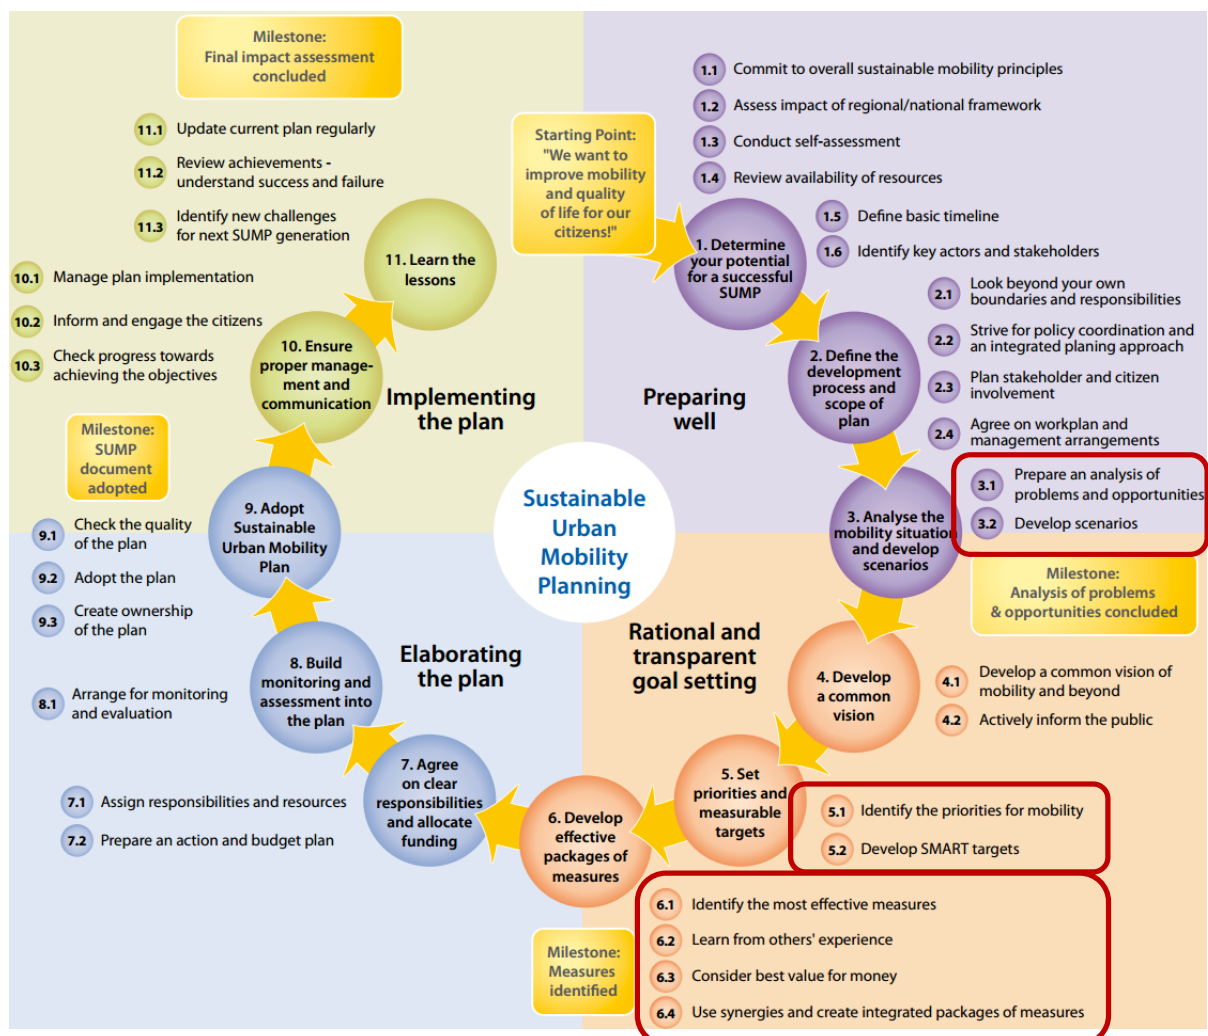 Milestone:
Final impact assessment
concluded
11.1 Update current plan regularly
11.2 Review achievements -
understand success and failure
11.3 Identify new challenges
for next SUMP generation
11. Learn the
lessons
10.1 Manage plan implementation
10.2 Inform and engage the citizens
10.3 Check progress towards
achieving the objectives
10. Ensure
proper manage-
ment and
communication
Implementing
the plan
Milestone:
SUMP
document
adopted
Starting Point:
"We want to
improve mobility
and quality
of life for our
citizens!"
1.1 Commit to overall sustainable mobility principles
1.2 Assess impact of regional/national framework
1.3 Conduct self-assessment
1.4 Review availability of resources
1.5 Define basic timeline
1.6 Identify key actors and stakeholders
1. Determine
your potential
for a successful
SUMP
2.1 Look beyond your own
boundaries and responsibilities
2.2 Strive for policy coordination and
an integrated planing approach
2.3 Plan stakeholder and citizen
involvement
2.4 Agree on workplan and
management arrangements
2. Define the
development
process and
scope of
plan
Preparing
well
3.1 Prepare an analysis of
problems and opportunities
3.2 Develop scenarios
3. Analyse the
mobility situation
and develop
scenarios
Milestone:
Analysis of problems
& opportunities concluded
Sustainable
Urban
Mobility
Planning
Rational and
transparent
goal setting
4. Develop
a common
vision
4.1 Develop a common vision of
mobility and beyond
4.2 Actively inform the public
5. Set
priorities and
measurable
targets
5.1 Identify the priorities for mobility
5.2 Develop SMART targets
6. Develop
effective
packages of
measures
6.1 Identify the most effective measures
6.2 Learn from others' experience
6.3 Consider best value for money
6.4 Use synergies and create integrated packages of measures
Milestone:
Measures
identified
Elaborating
the plan
7. Agree
on clear
responsibilities
and allocate
funding
7.1 Assign responsibilities and resources
7.2 Prepare an action and budget plan
8. Build
monitoring and
assessment into
the plan
8.1 Arrange for monitoring
and evaluation
9. Adopt
Sustainable
Urban Mobility
Plan
9.1 Check the quality
of the plan
9.2 Adopt the plan
9.3 Create ownership
of the plan